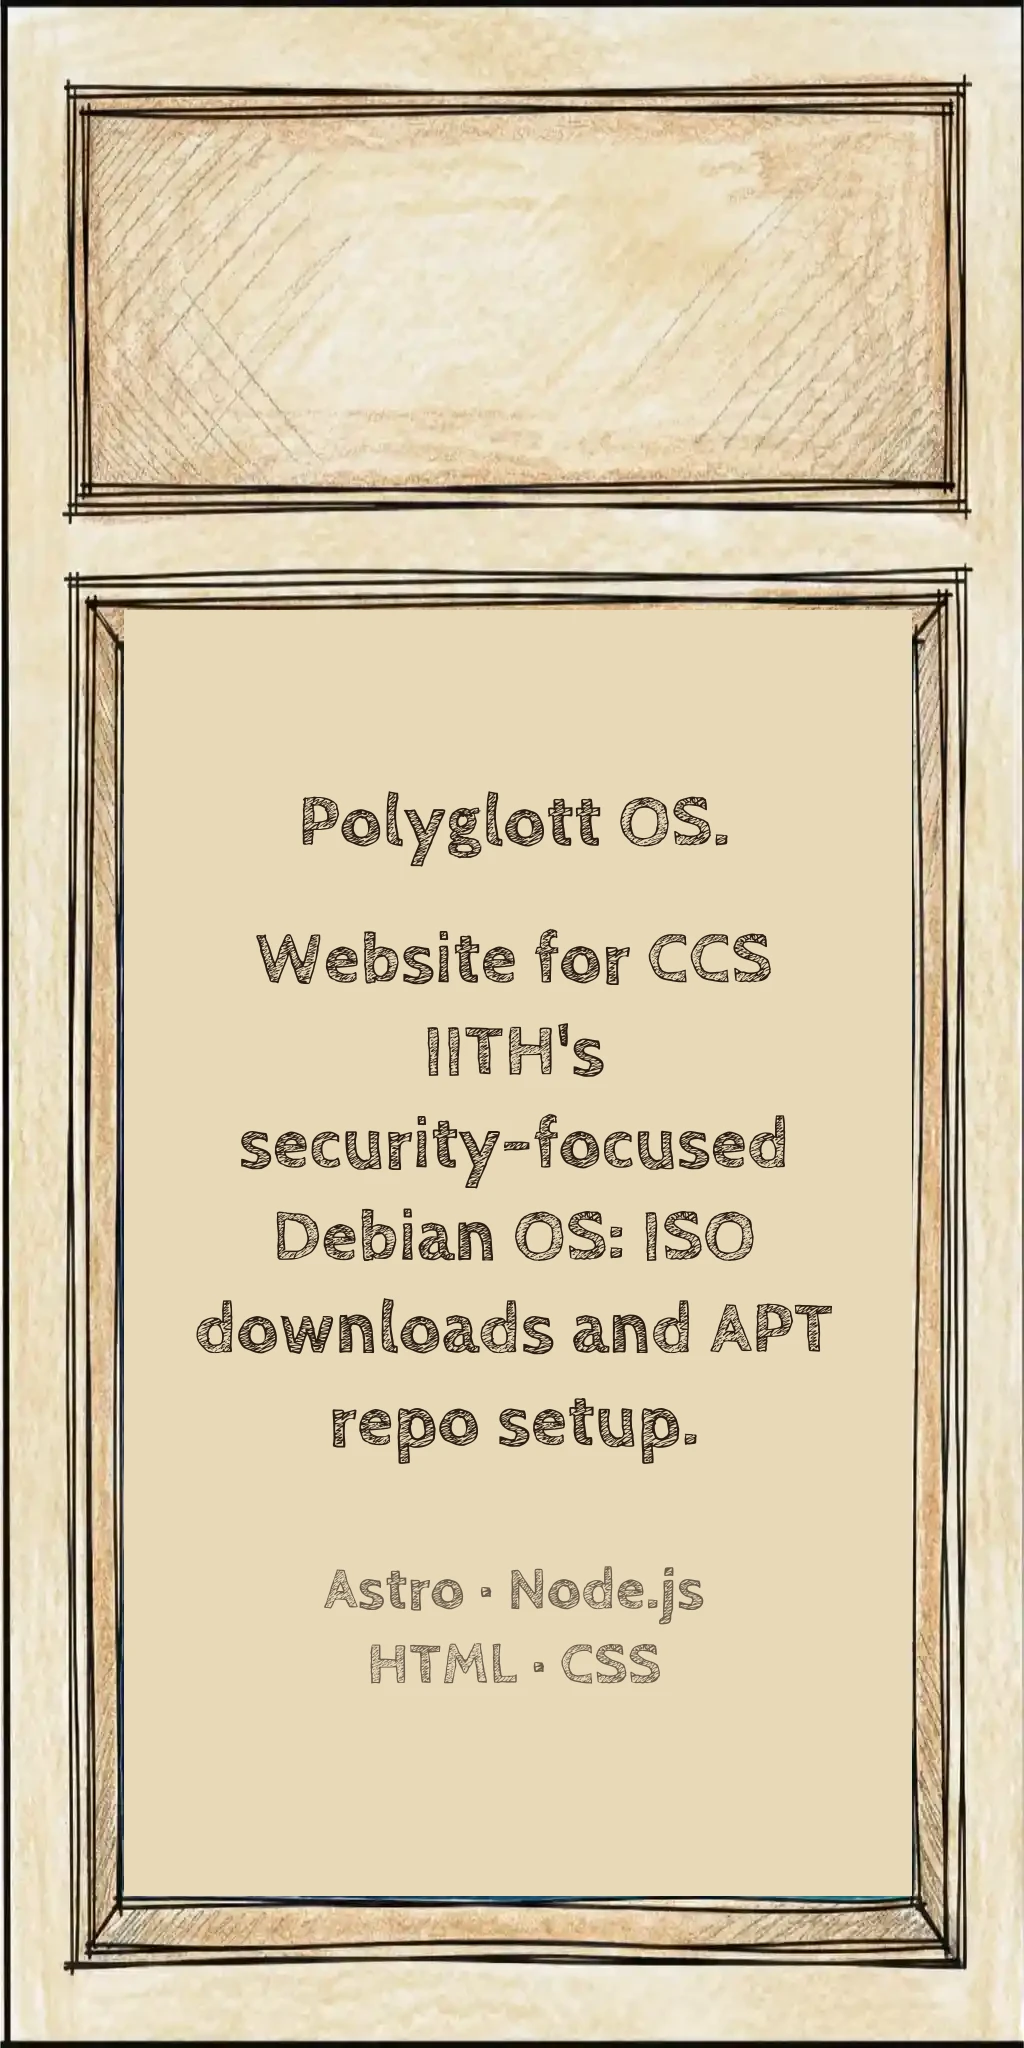 Polyglott OS.
Website for CCS
IITH's
security-focused
Debian OS: ISO
downloads and APT
repo setup.
Astro · Node.js
HTML · CSS